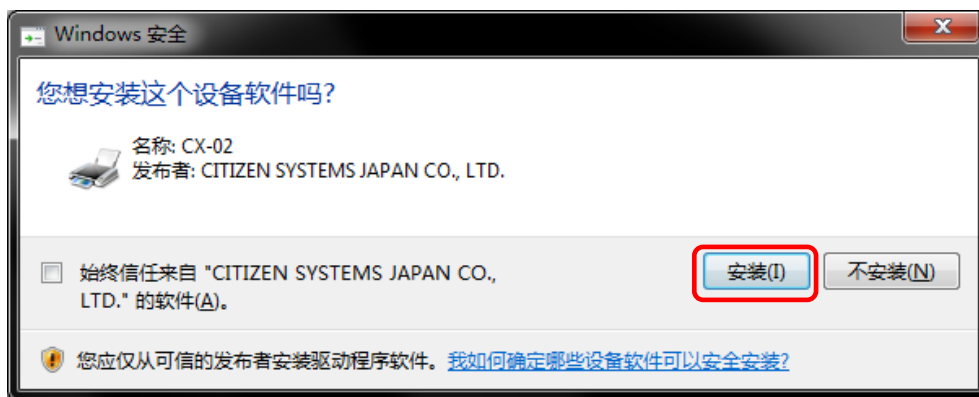 Windows 安全
您想安装这个设备软件吗?
名称: CX-02
发布者: CITIZEN SYSTEMS JAPAN CO., LTD.
始终信任来自 "CITIZEN SYSTEMS JAPAN CO.,
LTD." 的软件(A)。
安装(I)
不安装(N)
您应仅从可信的发布者安装驱动程序软件。我如何确定哪些设备软件可以安全安装?